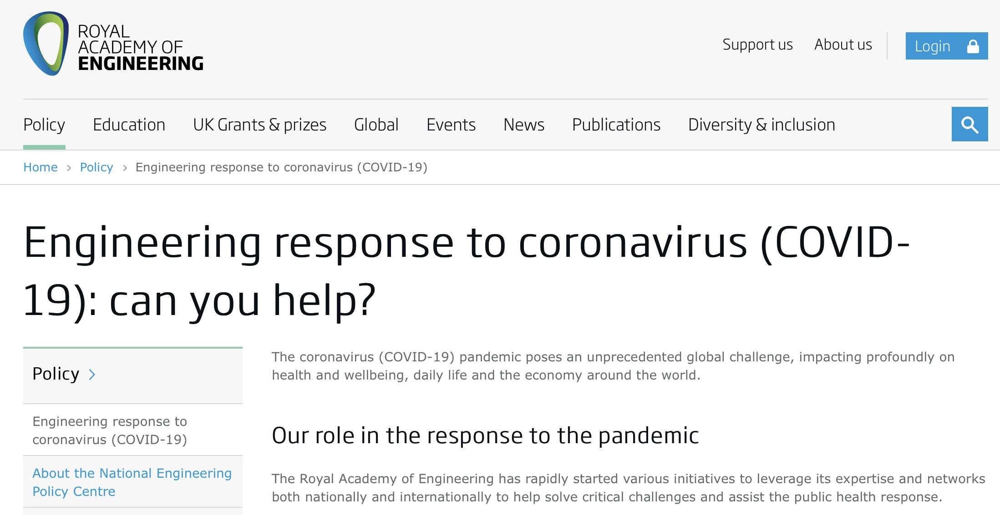 ROYAL
ACADEMY OF
ENGINEERING
Support us
About us
Login
Policy
Education
UK Grants & prizes
Global
Events
News
Publications
Diversity & inclusion
Home > Policy > Engineering response to coronavirus (COVID-19)
Engineering response to coronavirus (COVID-
19): can you help?
Policy >
Engineering response to
coronavirus (COVID-19)
About the National Engineering
Policy Centre
The coronavirus (COVID-19) pandemic poses an unprecedented global challenge, impacting profoundly on
health and wellbeing, daily life and the economy around the world.
Our role in the response to the pandemic
The Royal Academy of Engineering has rapidly started various initiatives to leverage its expertise and networks
both nationally and internationally to help solve critical challenges and assist the public health response.